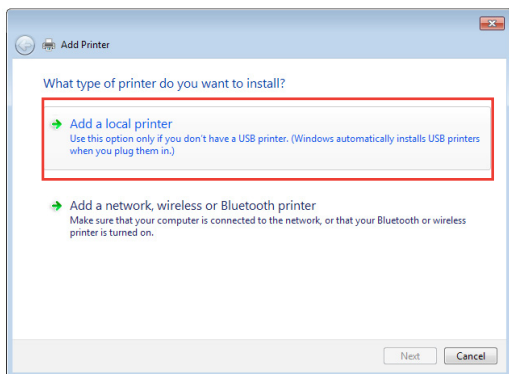 Add Printer
What type of printer do you want to install?
Add a local printer
Use this option only if you don't have a USB printer. (Windows automatically installs USB printers
when you plug them in.)
Add a network, wireless or Bluetooth printer
Make sure that your computer is connected to the network, or that your Bluetooth or wireless
printer is turned on.
Next Cancel